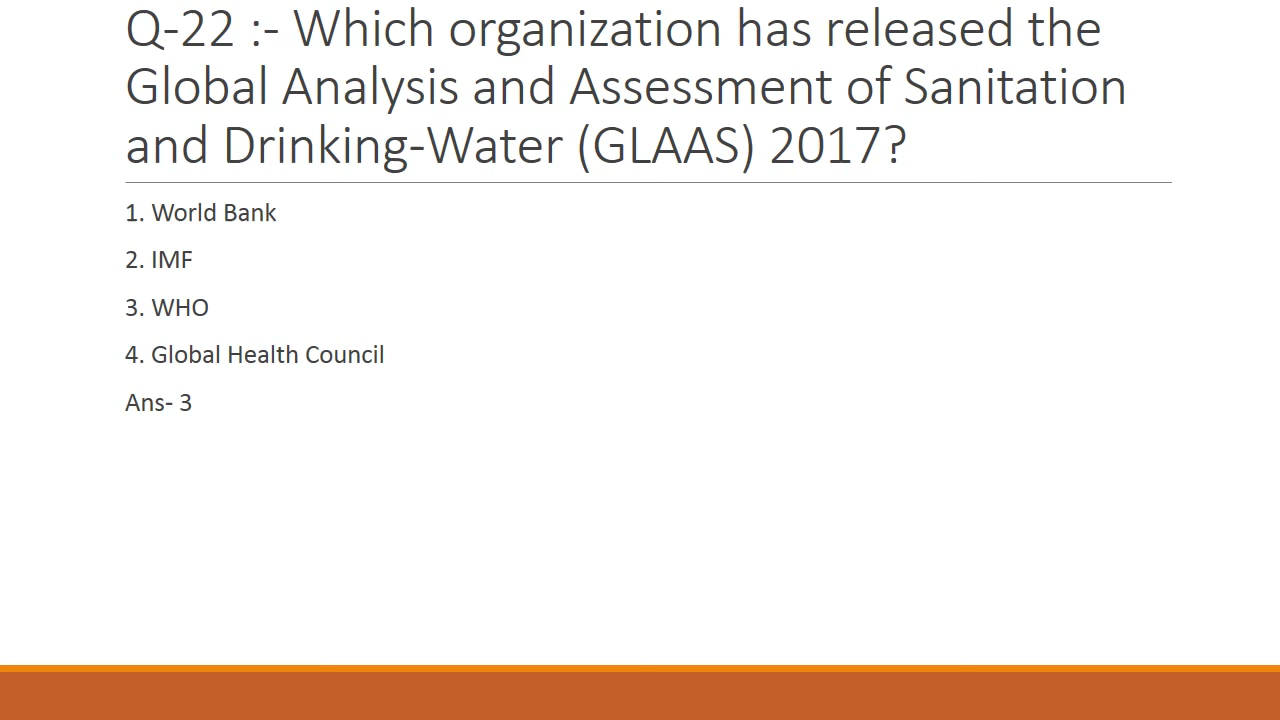 Q-22 :- Which organization has released the
Global Analysis and Assessment of Sanitation
and Drinking-Water (GLAAS) 2017?
1. World Bank
2. IMF
3. WHO
4. Global Health Council
Ans- 3